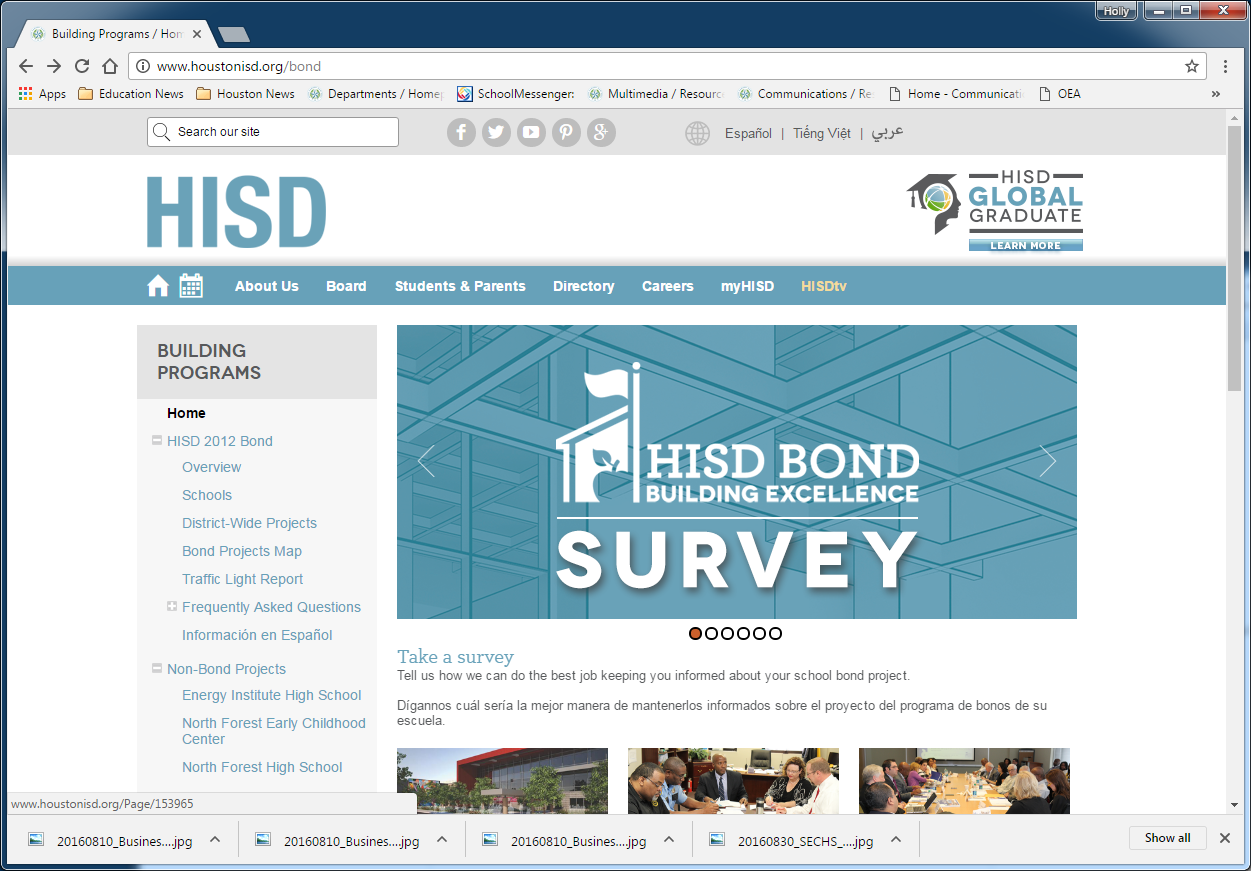 Holly
Building Programs / Hom
www.houstonisd.org/bond
Apps Education News Houston News Departments / Home SchoolMessenger: Multimedia / Resourc Communications / Re Home - Communicati OEA »
Search our site
Español | Tiếng Việt | عربي
HISD
HISD
GLOBAL
GRADUATE
LEARN MORE
About Us Board Students & Parents Directory Careers myHISD HISDtv
BUILDING
PROGRAMS
Home
HISD 2012 Bond
Overview
Schools
District-Wide Projects
Bond Projects Map
Traffic Light Report
Frequently Asked Questions
Información en Español
Non-Bond Projects
Energy Institute High School
North Forest Early Childhood
Center
North Forest High School
HISD BOND
BUILDING EXCELLENCE
SURVEY
Take a survey
Tell us how we can do the best job keeping you informed about your school bond project.
Dígannos cuál sería la mejor manera de mantenerlos informados sobre el proyecto del programa de bonos de su
escuela.
www.houstonisd.org/Page/153965
20160810_Busines....jpg 20160810_Busines....jpg 20160810_Busines....jpg 20160830_SECHS_....jpg Show all